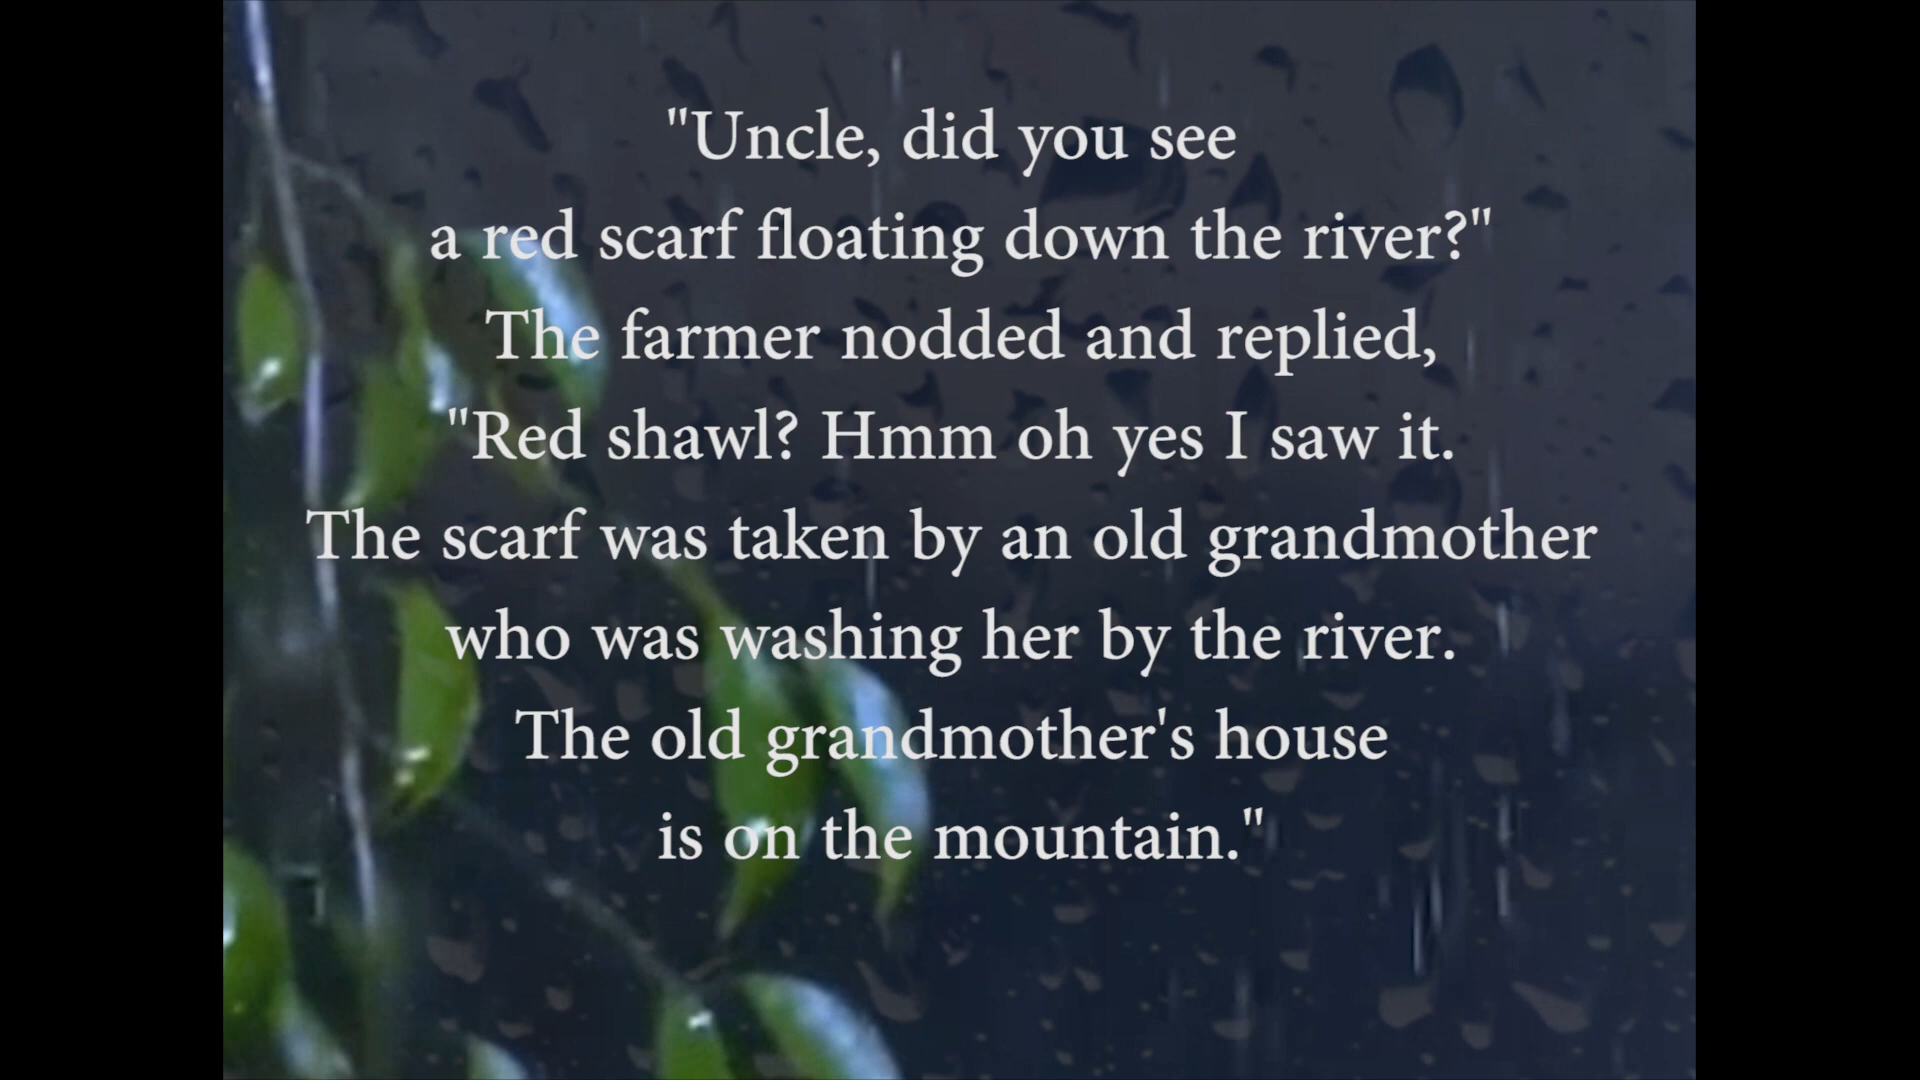 "Uncle, did you see
a red scarf floating down the river?"
The farmer nodded and replied,
"Red shawl? Hmm oh yes I saw it.
The scarf was taken by an old grandmother
who was washing her by the river.
The old grandmother's house
is on the mountain."